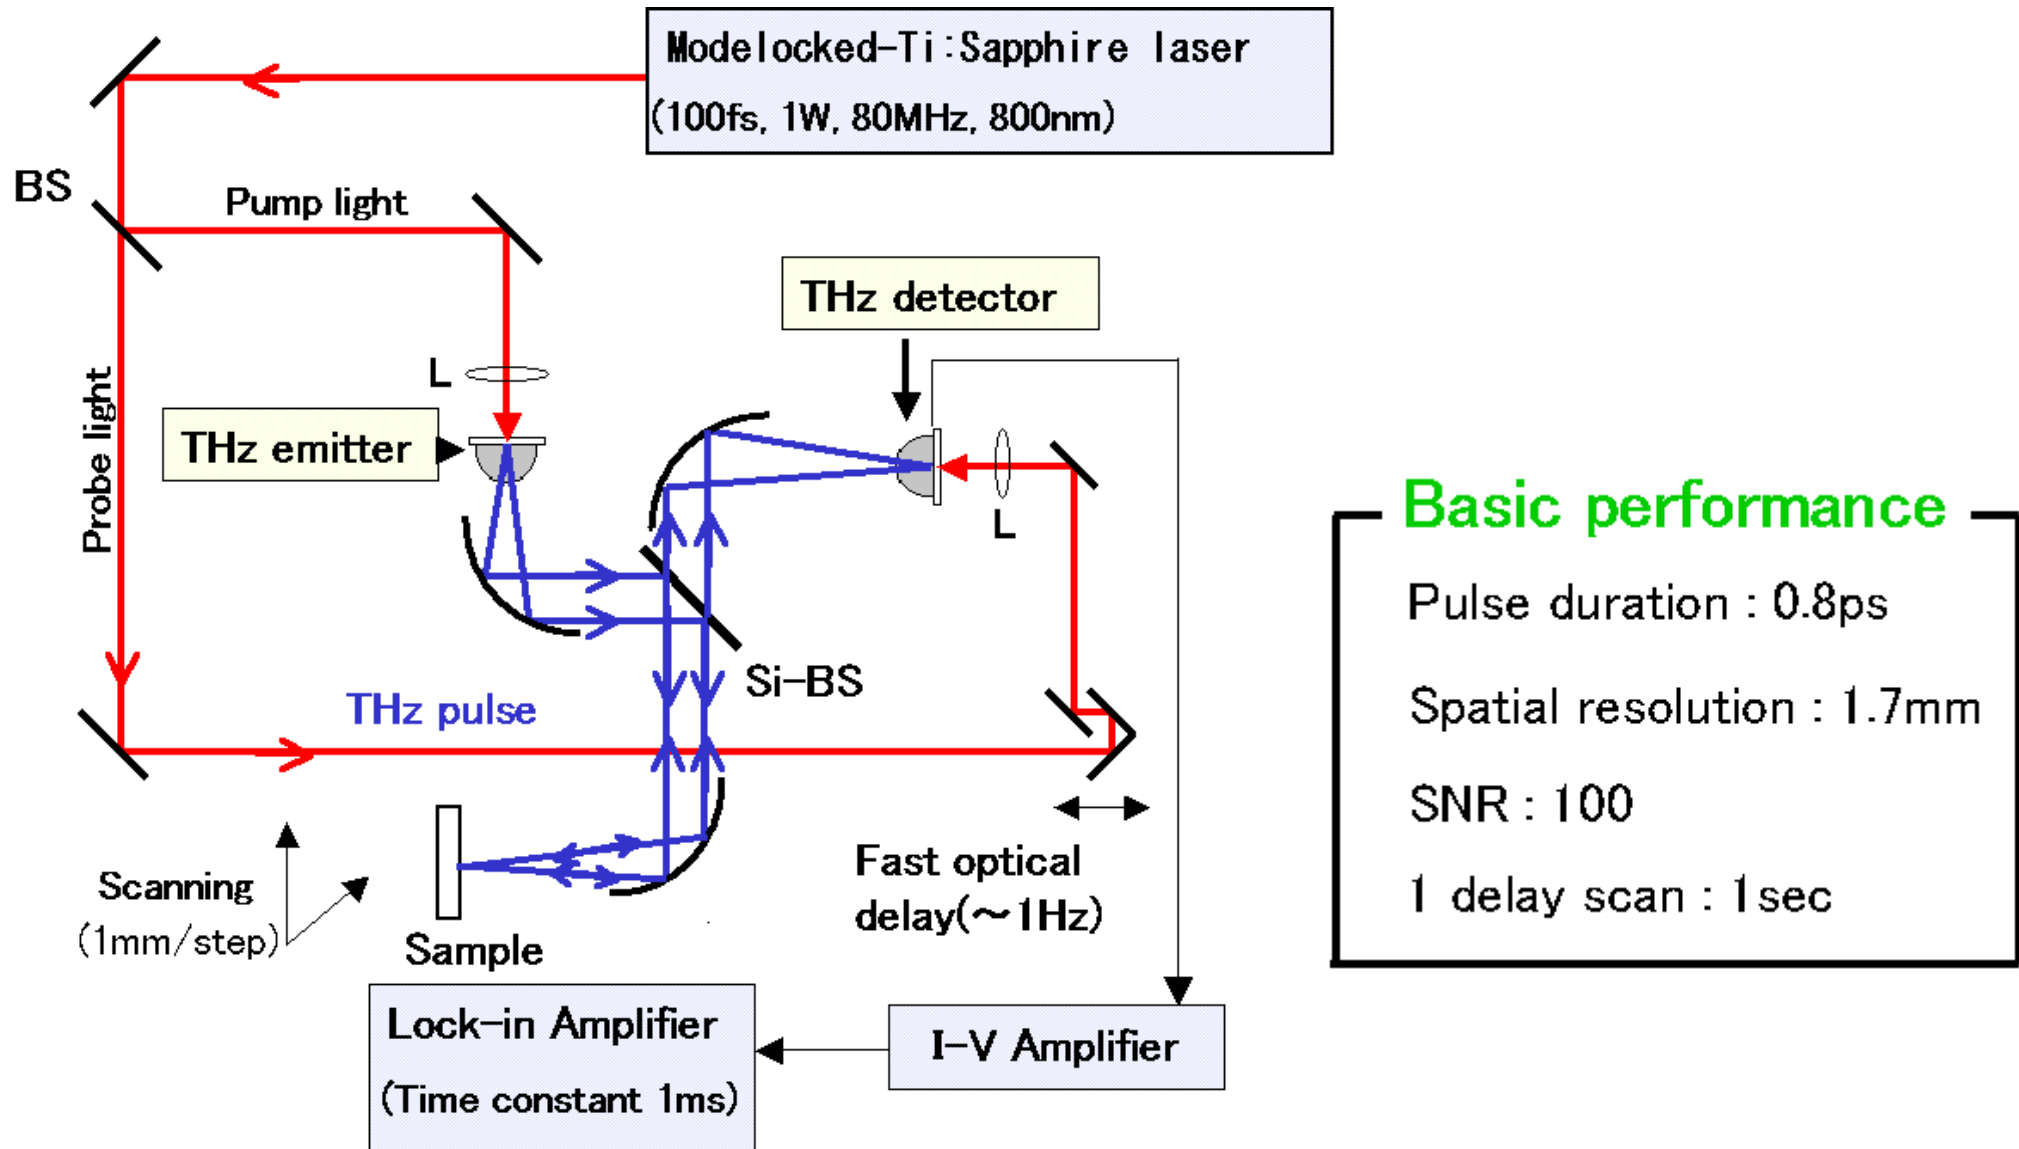 Modelocked-Ti:Sapphire laser
(100fs, 1W, 80MHz, 800nm)
BS
Pump light
THz detector
L
Probe light
THz emitter
L
Si-BS
THz pulse
Scanning
(1mm/step)
Sample
Fast optical
delay(～1Hz)
Lock-in Amplifier
(Time constant 1ms)
I-V Amplifier
Basic performance
Pulse duration : 0.8ps
Spatial resolution : 1.7mm
SNR : 100
1 delay scan : 1sec